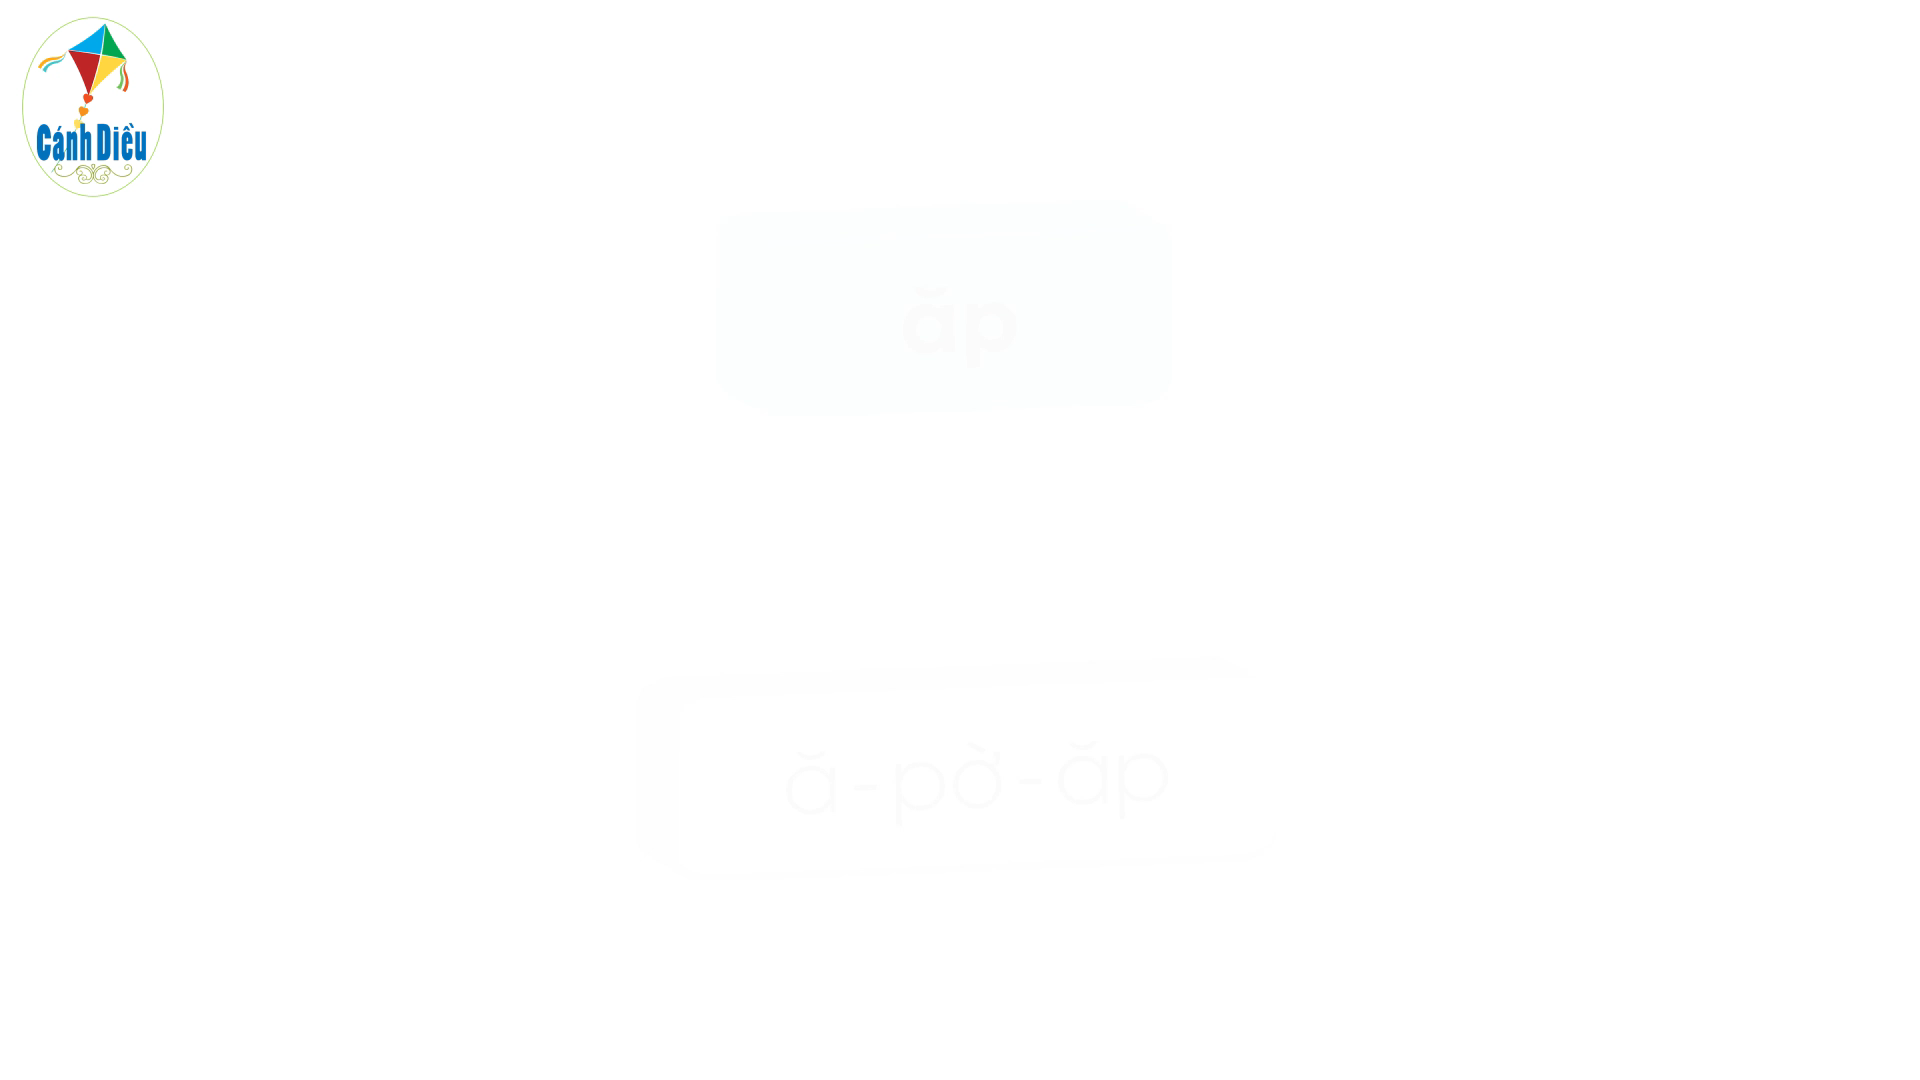 Cánh Diều
ăp
ă - pờ - ăp